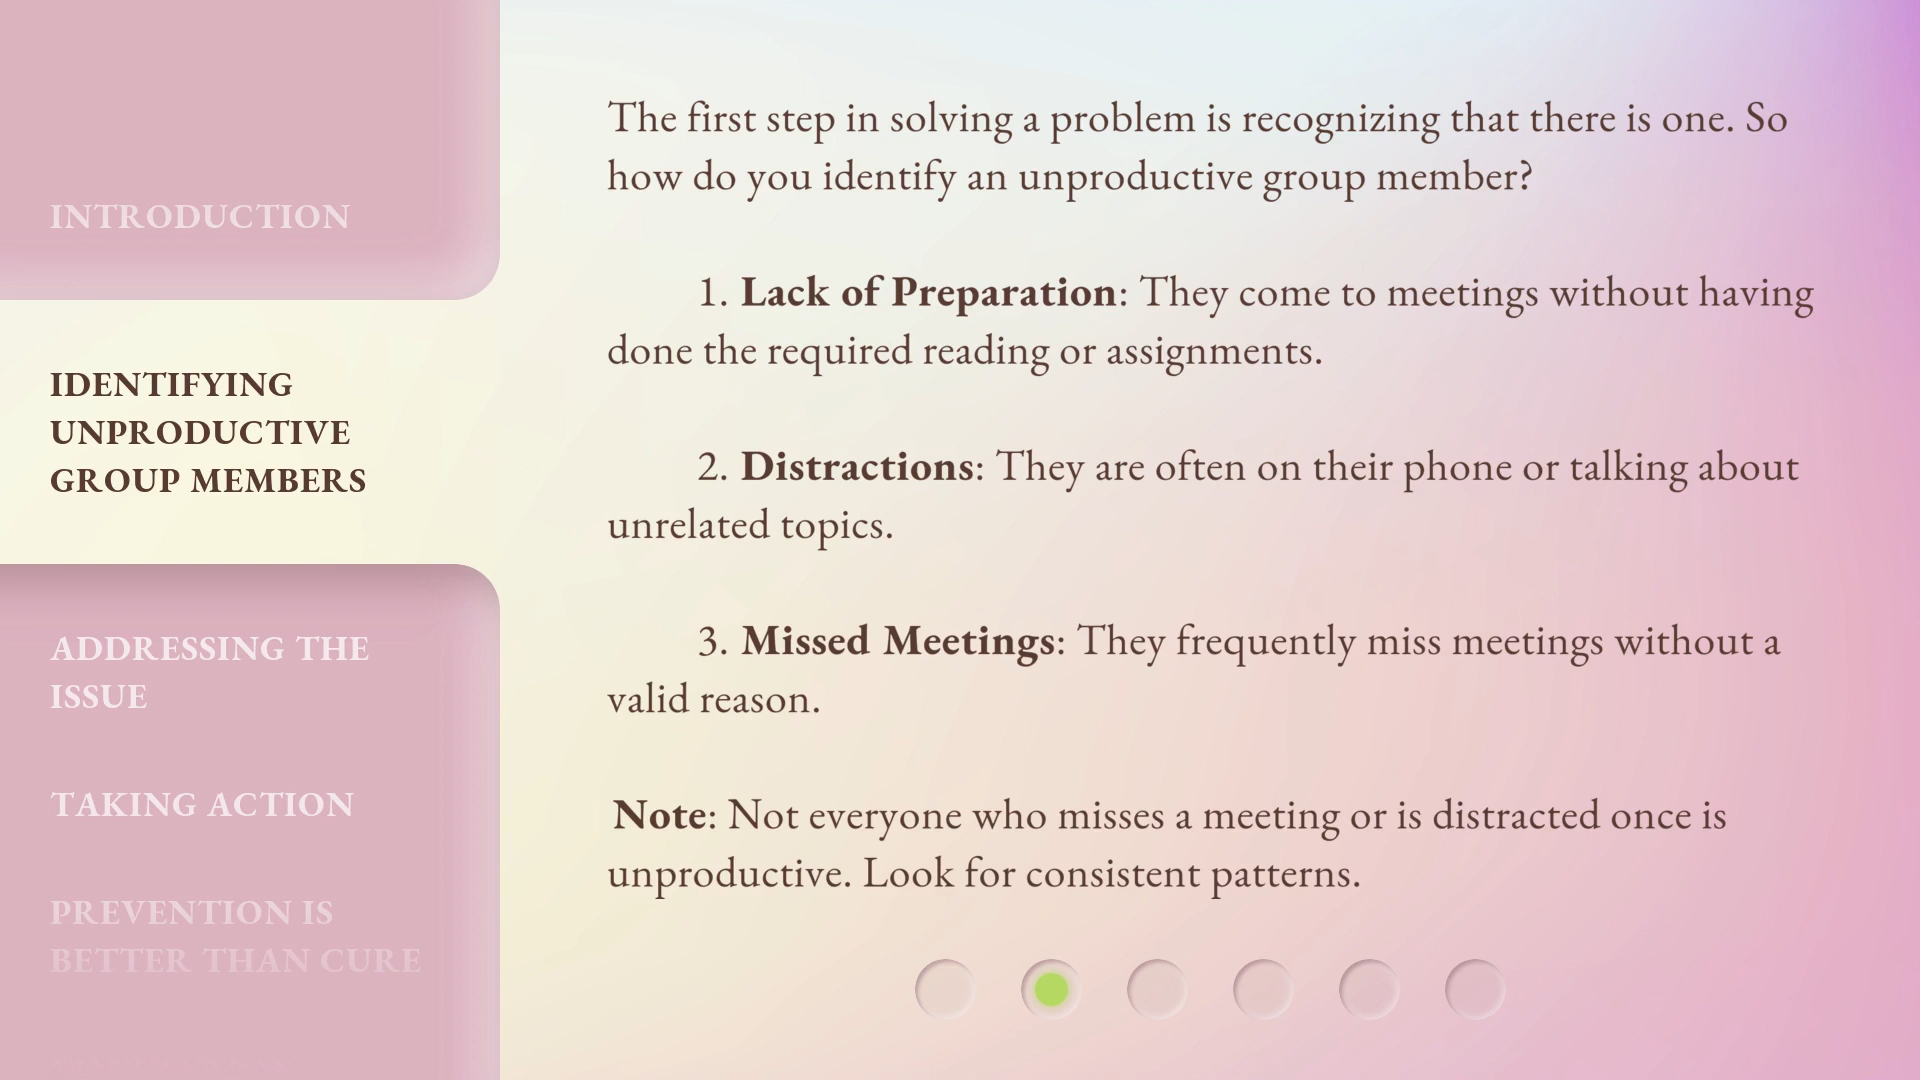 INTRODUCTION
IDENTIFYING
UNPRODUCTIVE
GROUP MEMBERS
ADDRESSING THE
ISSUE
TAKING ACTION
PREVENTION IS
BETTER THAN CURE
The first step in solving a problem is recognizing that there is one. So
how do you identify an unproductive group member?
1. Lack of Preparation: They come to meetings without having
done the required reading or assignments.
2. Distractions: They are often on their phone or talking about
unrelated topics.
3. Missed Meetings: They frequently miss meetings without a
valid reason.
Note: Not everyone who misses a meeting or is distracted once is
unproductive. Look for consistent patterns.